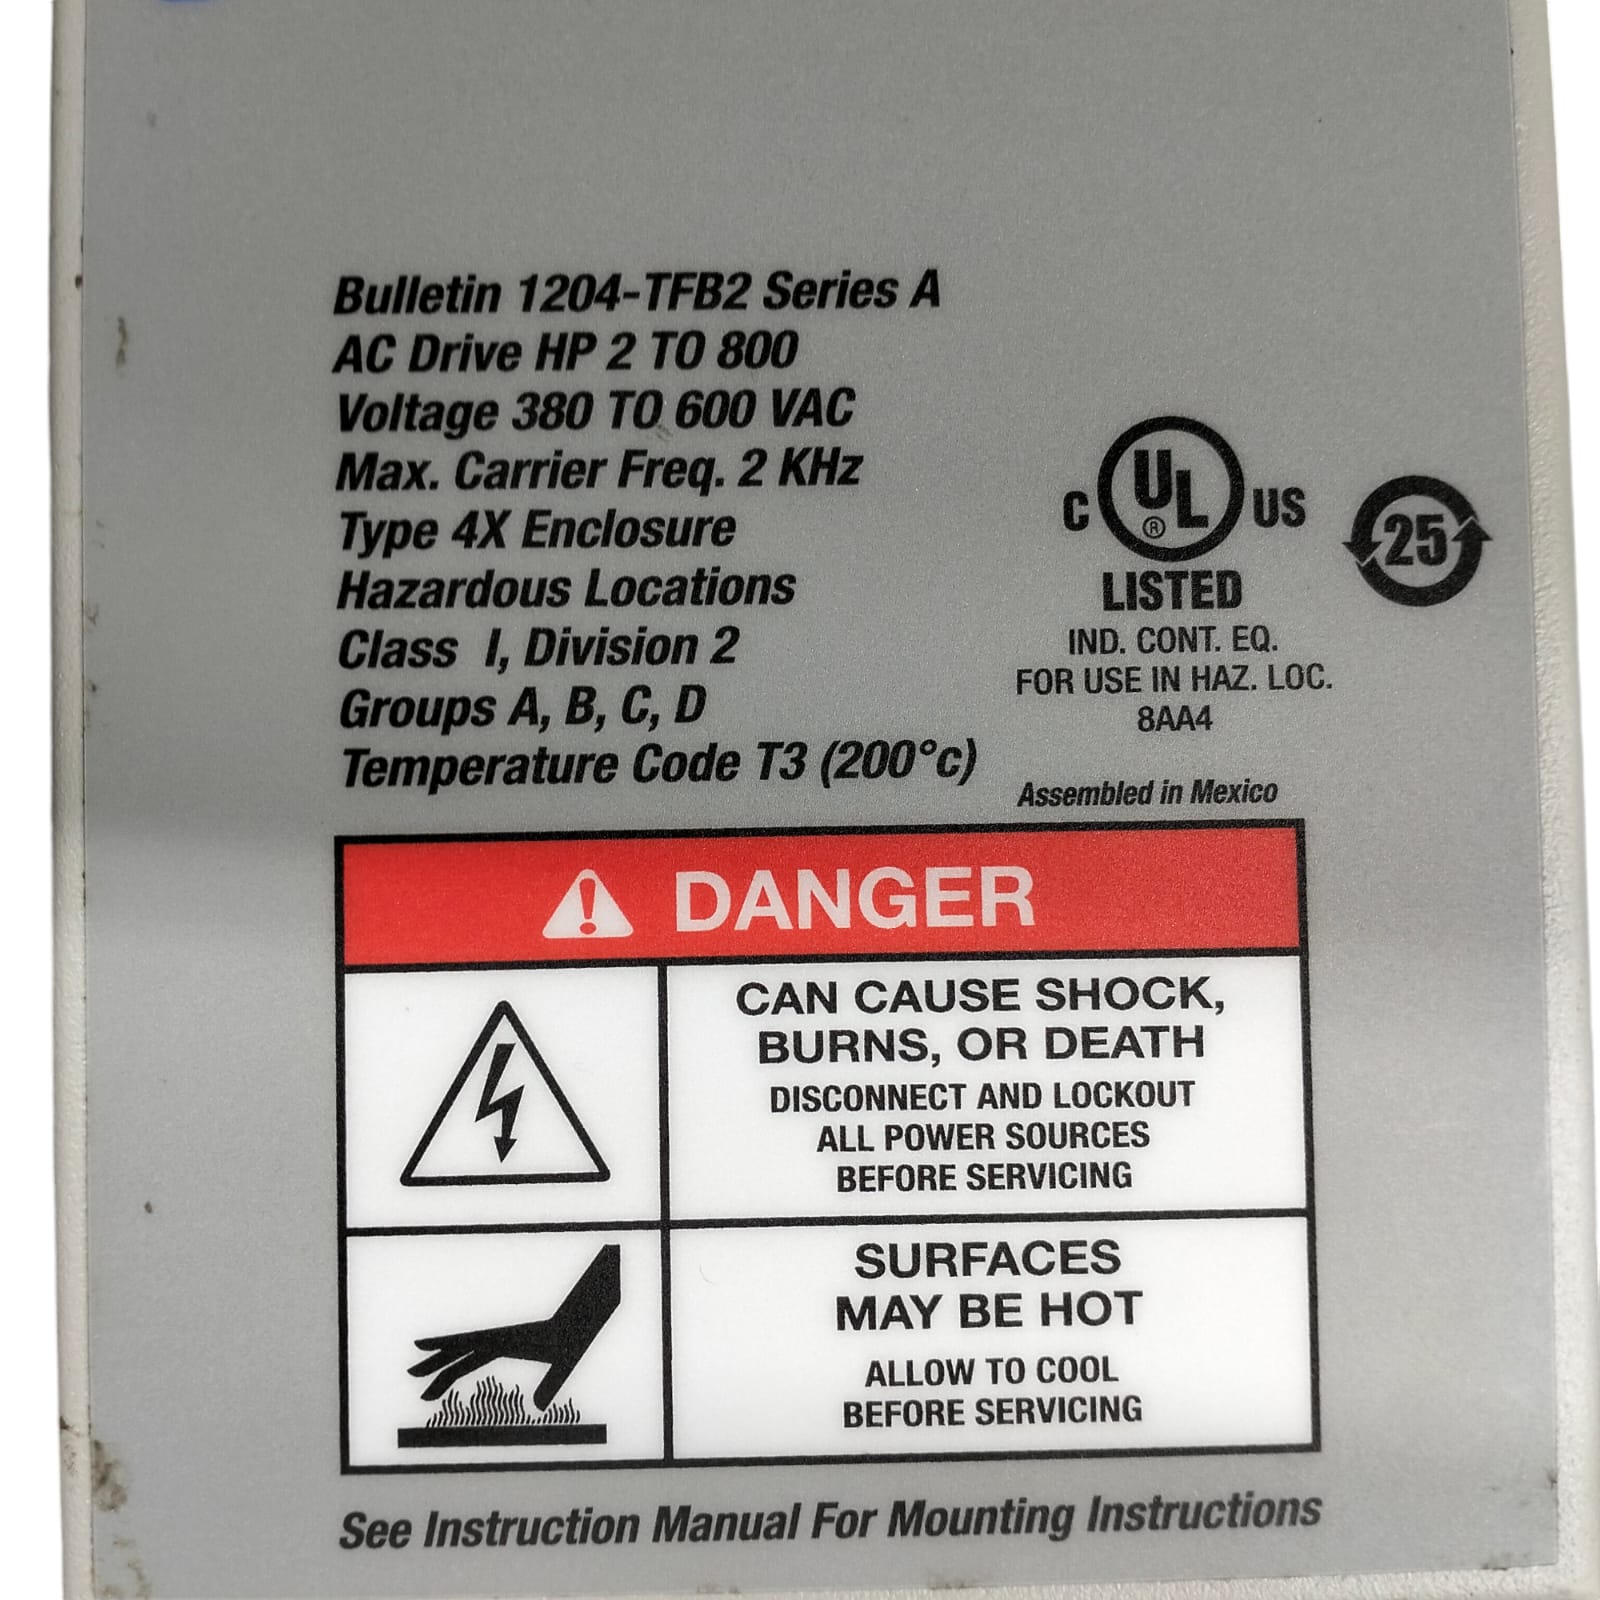 Bulletin 1204-TFB2 Series A
AC Drive HP 2 TO 800
Voltage 380 TO 600 VAC
Max. Carrier Freq. 2 KHz
Type 4X Enclosure
Hazardous Locations
Class I, Division 2
Groups A, B, C, D
Temperature Code T3 (200°c)
C UL ® US
LISTED
25
IND. CONT. EQ.
FOR USE IN HAZ. LOC.
8AA4
Assembled in Mexico
DANGER
CAN CAUSE SHOCK,
BURNS, OR DEATH
DISCONNECT AND LOCKOUT
ALL POWER SOURCES
BEFORE SERVICING
SURFACES
MAY BE HOT
ALLOW TO COOL
BEFORE SERVICING
See Instruction Manual For Mounting Instructions